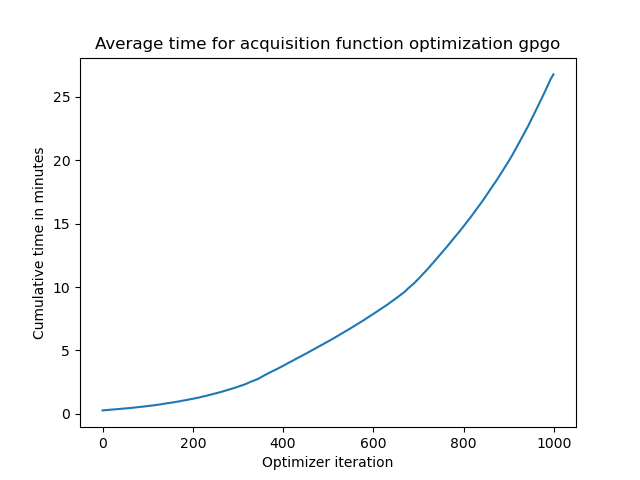 Average time for acquisition function optimization gpgo
25
20
15
10
5
0
Cumulative time in minutes
0 200 400 600 800 1000
Optimizer iteration